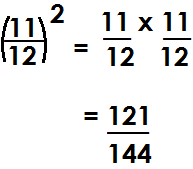 (11/12)² = 11/12 x 11/12
= 121/144